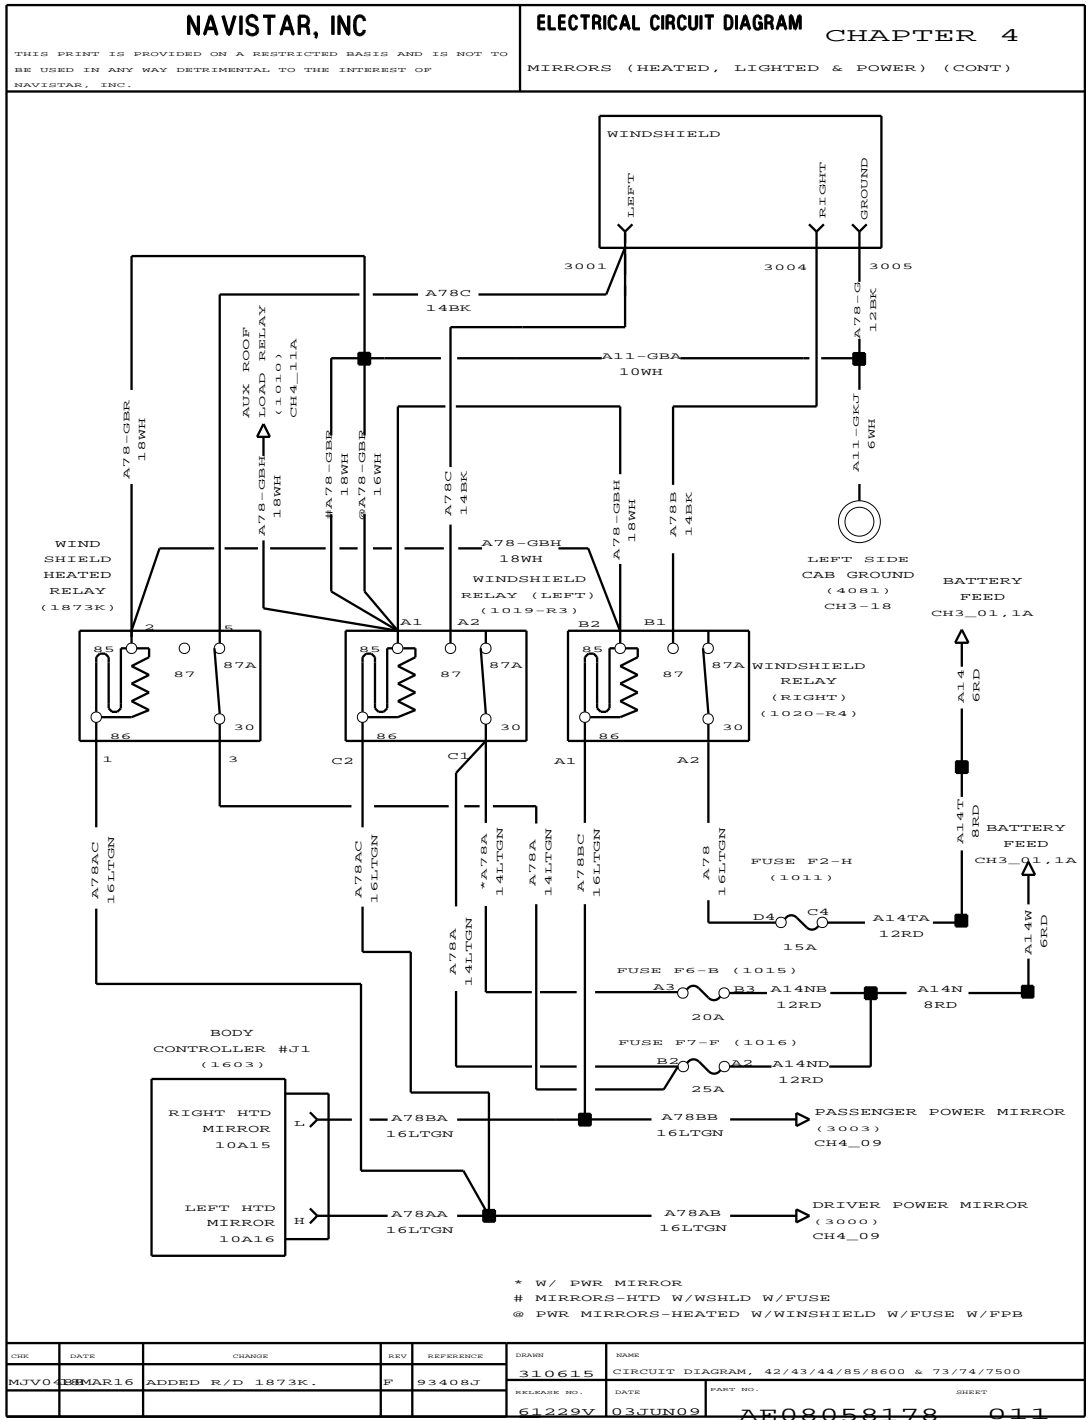 NAVISTAR, INC
THIS PRINT IS PROVIDED ON A RESTRICTED BASIS AND IS NOT TO
BE USED IN ANY WAY DETRIMENTAL TO THE INTEREST OF
NAVISTAR, INC.
ELECTRICAL CIRCUIT DIAGRAM
CHAPTER 4
MIRRORS (HEATED, LIGHTED & POWER) (CONT)
WINDSHIELD
LEFT
RIGHT
GROUND
3001
3004
3005
A78C
14BK
A78-G
12BK
A11-GBA
10WH
AUX ROOF
LOAD RELAY
(1010)
CH4_11A
A78-GBR
18WH
A78-GBH
18WH
#A78-GBR
18WH
@A78-GBR
16WH
A78C
14BK
A78-GBH
18WH
A78B
14BK
A11-GKJ
6WH
A78-GBH
18WH
LEFT SIDE
CAB GROUND
(4081)
CH3-18
WIND
SHIELD
HEATED
RELAY
(1873K)
WINDSHIELD
RELAY (LEFT)
(1019-R3)
BATTERY
FEED
CH3_01,1A
2
5
A1
A2
B2
B1
85
87
87A
86
30
85
87A
86
30
85
87
87A
86
30
WINDSHIELD
RELAY
(RIGHT)
(1020-R4)
A14
6RD
1
3
C2
C1
A1
A2
A14T
8RD
BATTERY
FEED
CH3_01,1A
A78AC
16LTGN
A78AC
16LTGN
*A78A
14LTGN
A78A
14LTGN
A78BC
16LTGN
A78
16LTGN
FUSE F2-H
(1011)
D4
C4
15A
A14TA
12RD
A14W
6RD
A78A
14LTGN
FUSE F6-B (1015)
A3
B3
20A
A14NB
12RD
A14N
8RD
FUSE F7-F (1016)
B2
A2
25A
A14ND
12RD
BODY
CONTROLLER #J1
(1603)
RIGHT HTD
MIRROR
10A15
L
A78BA
16LTGN
A78BB
16LTGN
PASSENGER POWER MIRROR
(3003)
CH4_09
LEFT HTD
MIRROR
10A16
H
A78AA
16LTGN
A78AB
16LTGN
DRIVER POWER MIRROR
(3000)
CH4_09
* W/ PWR MIRROR
# MIRRORS-HTD W/WSHLD W/FUSE
@ PWR MIRRORS-HEATED W/WINSHIELD W/FUSE W/FPB
CHK DATE CHANGE REV REFERENCE
ADDED R/D 1873K. F 93408J
DRAWN
310615
NAME
CIRCUIT DIAGRAM, 42/43/44/85/8600 & 73/74/7500
RELEASE NO.
61229V
DATE
03JUN09
PART NO.
AE08058178
SHEET
011